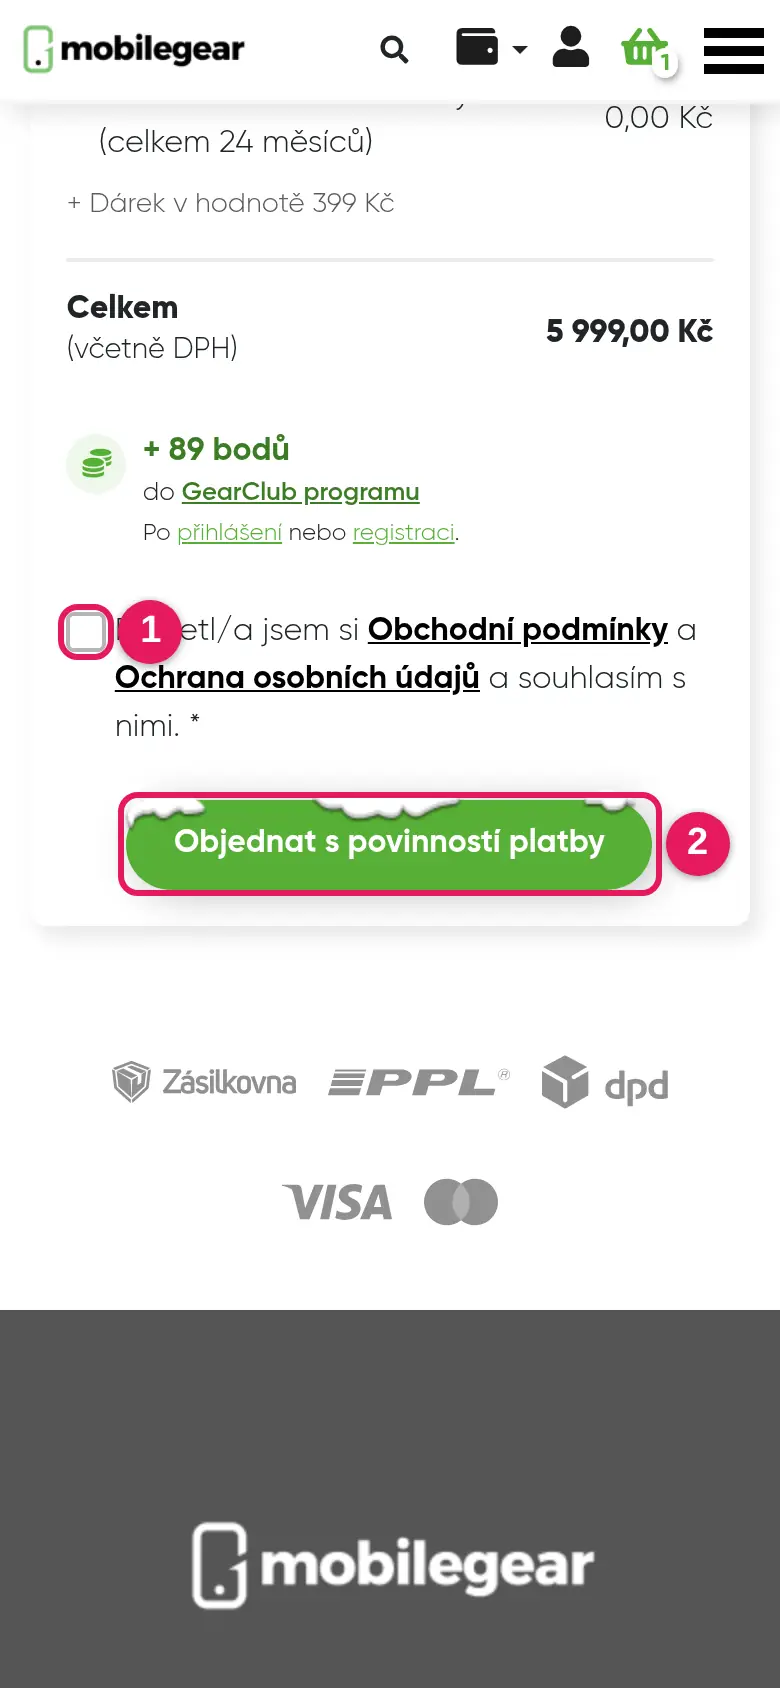 mobilegear
1
0,00 Kč
(celkem 24 měsíců)
+ Dárek v hodnotě 399 Kč
Celkem
(včetně DPH)
5 999,00 Kč
+ 89 bodů
do GearClub programu
Po přihlášení nebo registraci.
1
etl/a jsem si Obchodní podmínky a
Ochrana osobních údajů a souhlasím s
nimi. *
Objednat s povinností platby
2
Zásilkovna
PPL®
dpd
VISA
mobilegear